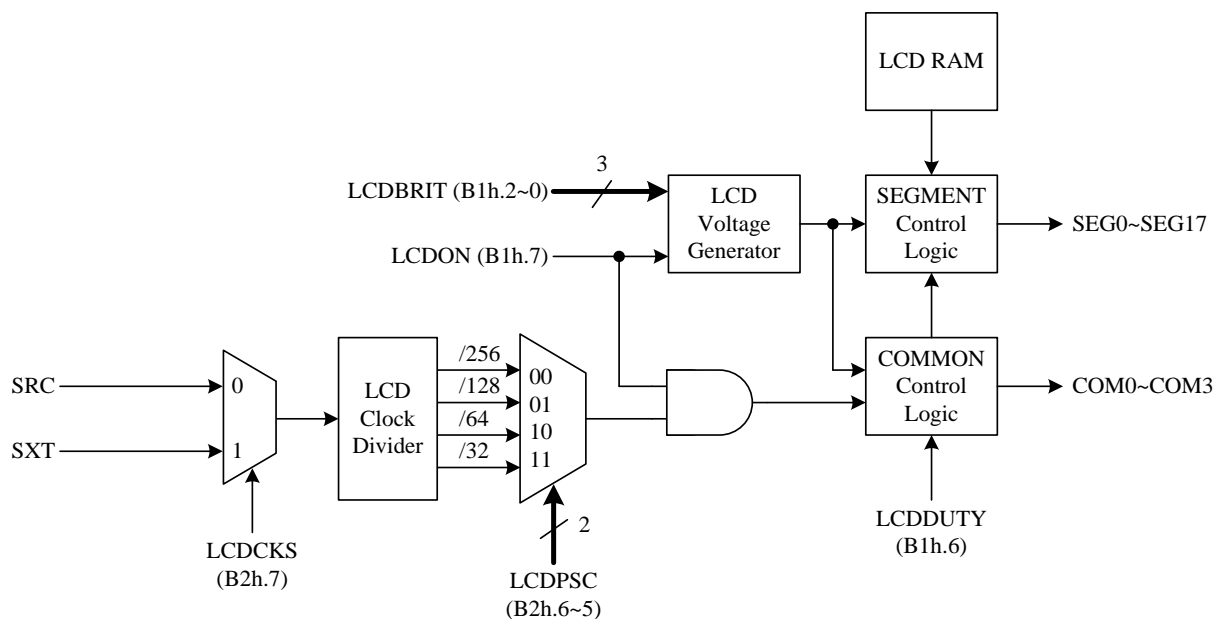 LCD RAM
3
LCDBRIT (B1h.2~0)
LCD
Voltage
Generator
SEGMENT
Control
Logic
SEG0~SEG17
LCDON (B1h.7)
SRC
SXT
0
1
LCDCKS
(B2h.7)
LCD
Clock
Divider
/256
/128
/64
/32
00
01
10
11
2
LCDPSC
(B2h.6~5)
COMMON
Control
Logic
COM0~COM3
LCDDUTY
(B1h.6)